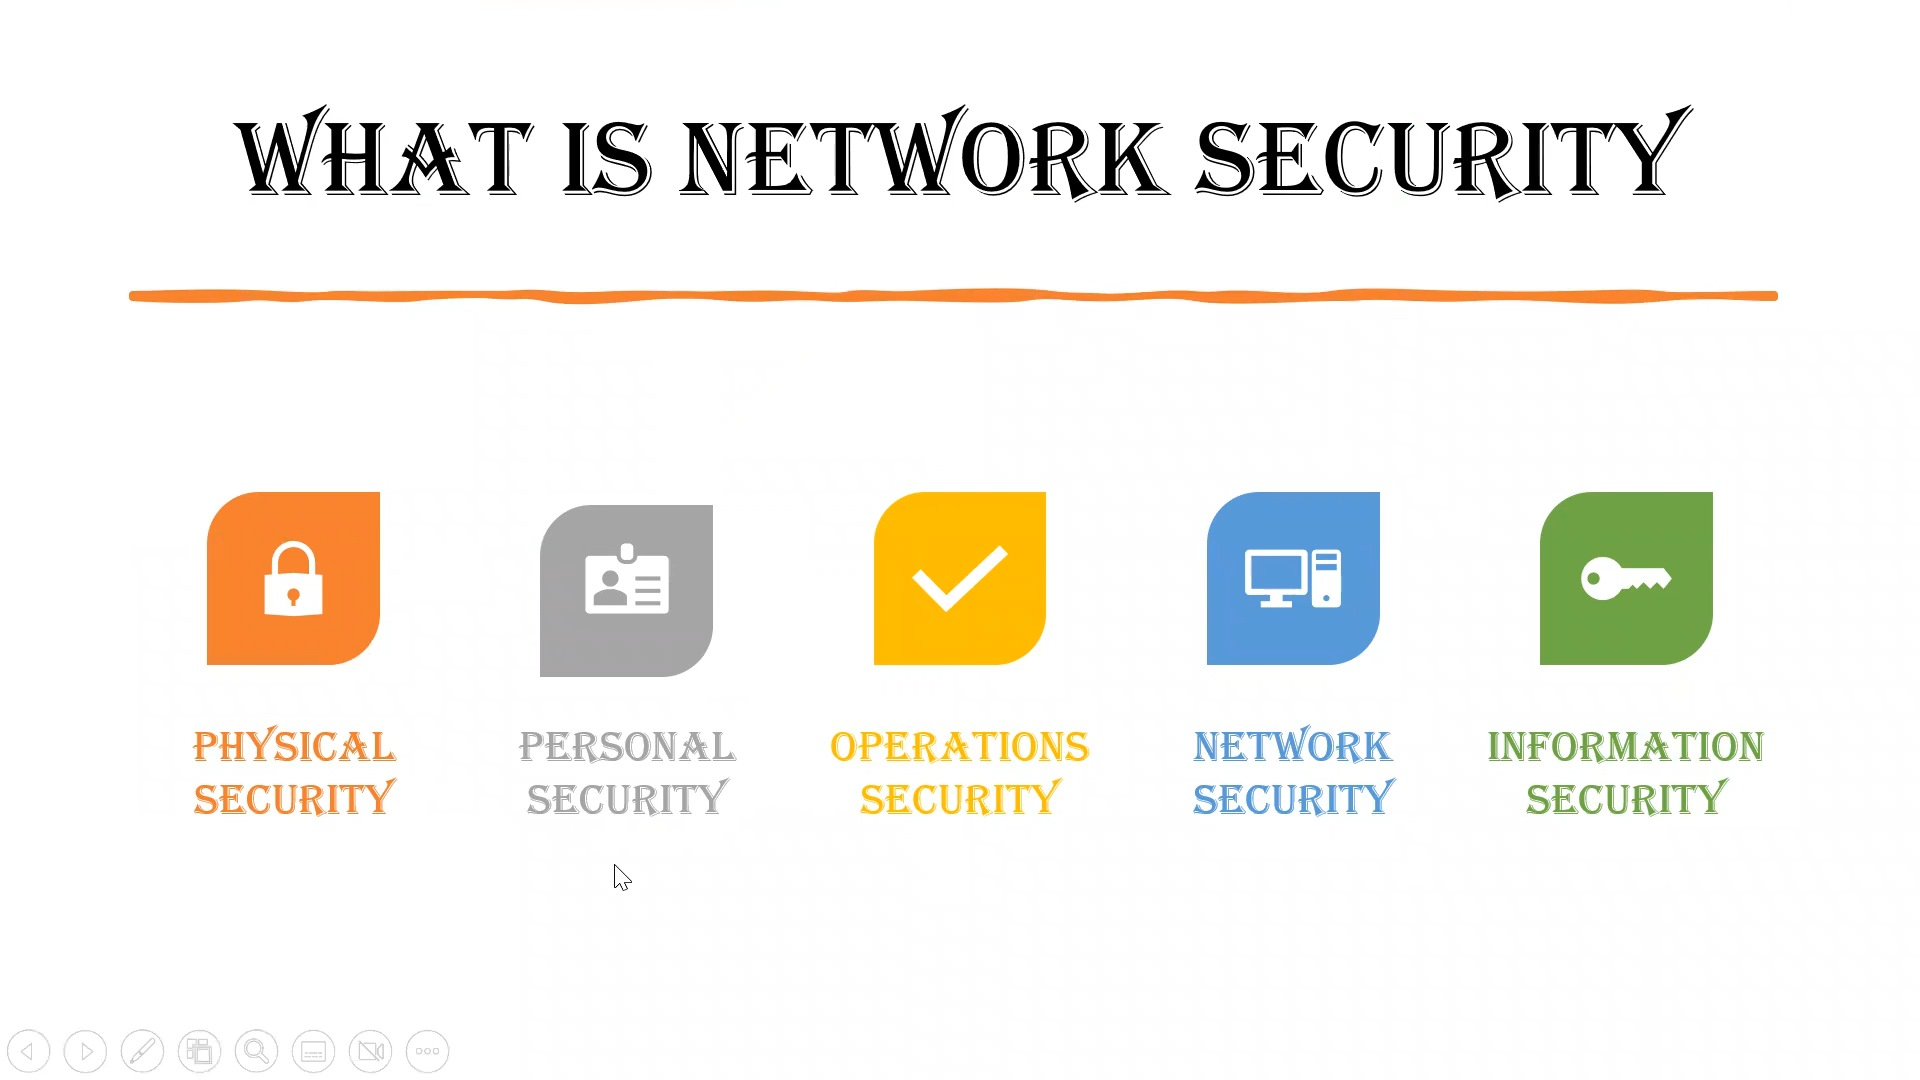 WHAT IS NETWORK SECURITY
PHYSICAL
SECURITY
PERSONAL
SECURITY
OPERATIONS
SECURITY
NETWORK
SECURITY
INFORMATION
SECURITY